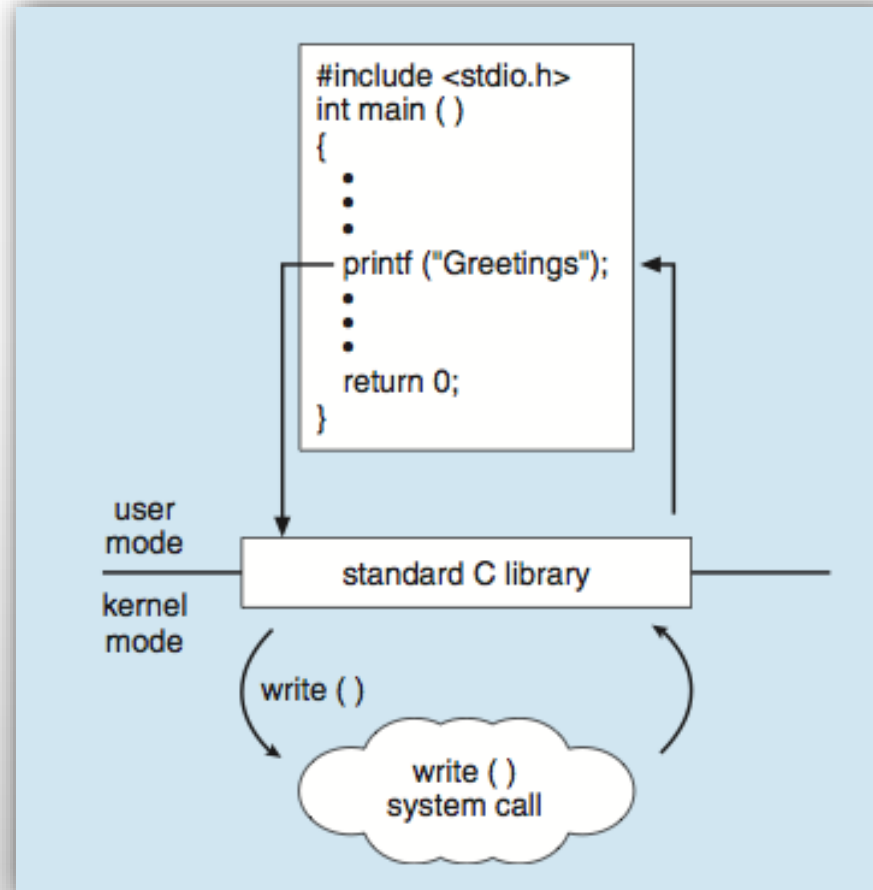 #include <stdio.h>
int main ( )
{
•
•
•
printf ("Greetings");
•
•
•
return 0;
}
user
mode
standard C library
kernel
mode
write ( )
write ( )
system call